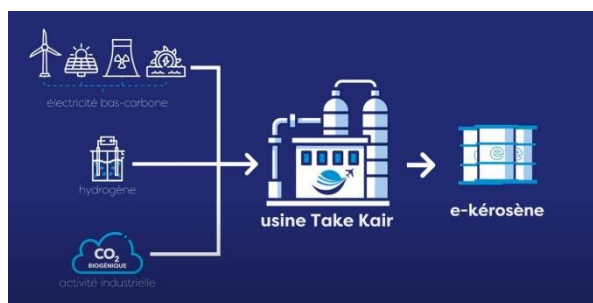 électricité bas-carbone
hydrogène
CO₂
BIOGÉNIQUE
activité industrielle
usine Take Kair
e-kérosène